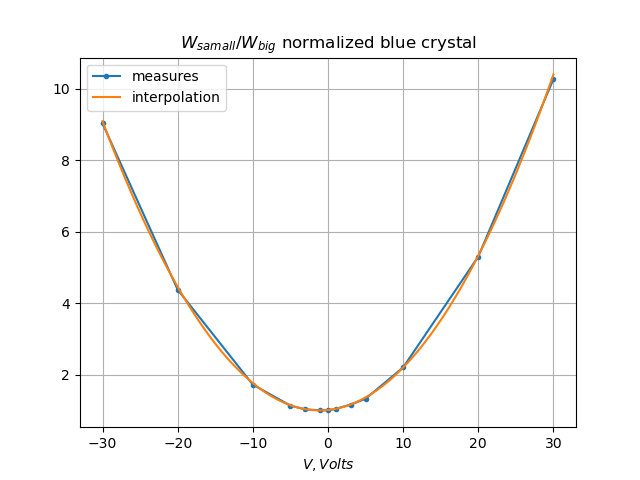 W_samall/W_big normalized blue crystal
measures
interpolation
10
8
6
4
2
−30 −20 −10 0 10 20 30
V, Volts